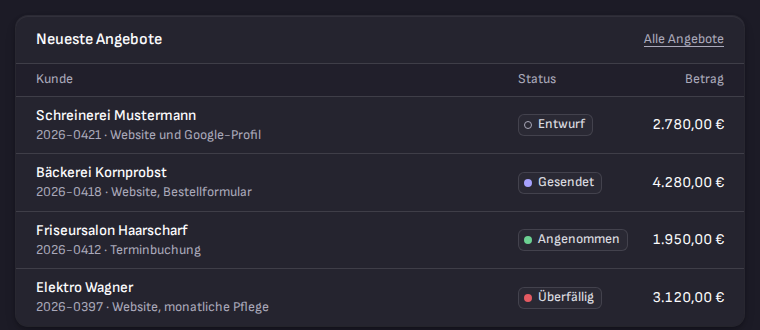 Neueste Angebote
Alle Angebote
Kunde Status Betrag
Schreinerei Mustermann
2026-0421 · Website und Google-Profil
Entwurf
2.780,00 €
Bäckerei Kornprobst
2026-0418 · Website, Bestellformular
Gesendet
4.280,00 €
Friseursalon Haarscharf
2026-0412 · Terminbuchung
Angenommen
1.950,00 €
Elektro Wagner
2026-0397 · Website, monatliche Pflege
Überfällig
3.120,00 €